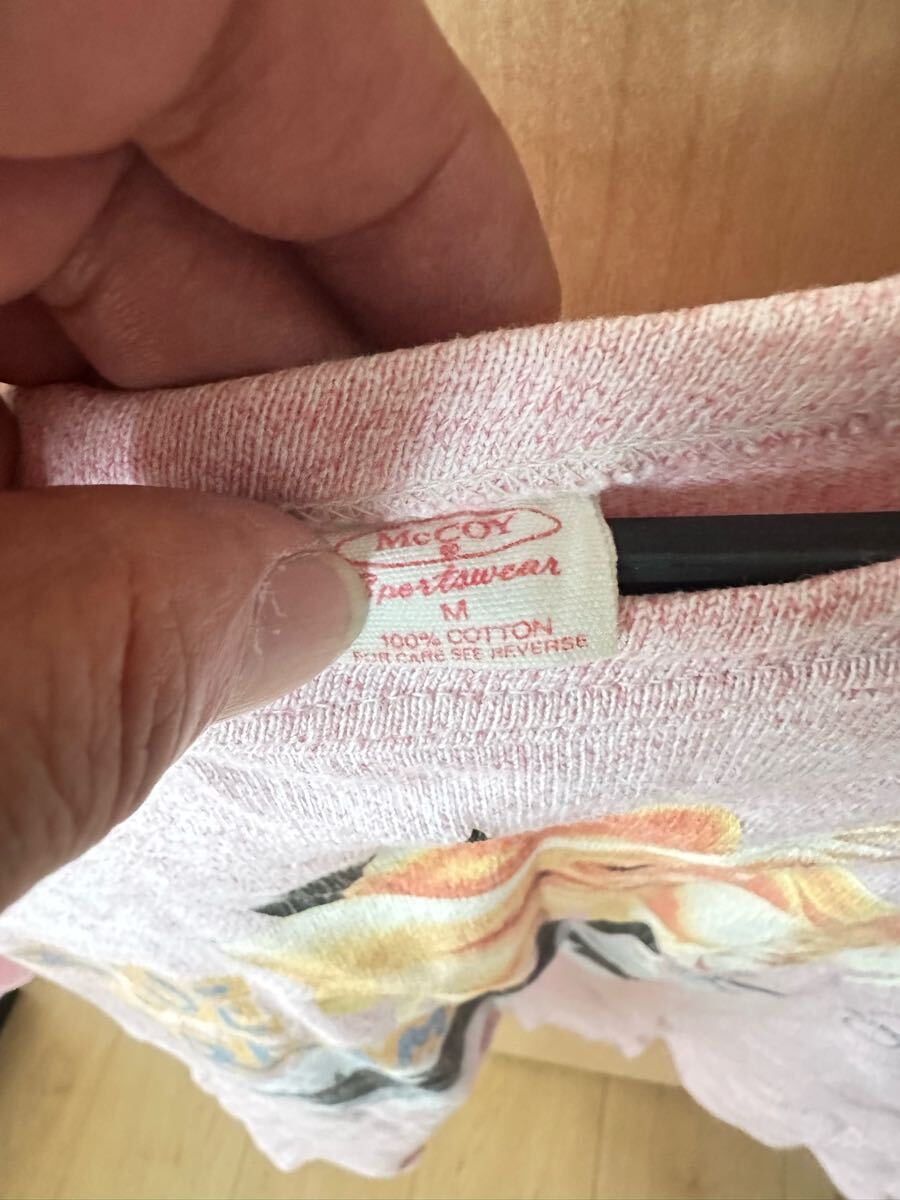 McCOY
Sportswear
M
100% COTTON
FOR CARE SEE REVERSE